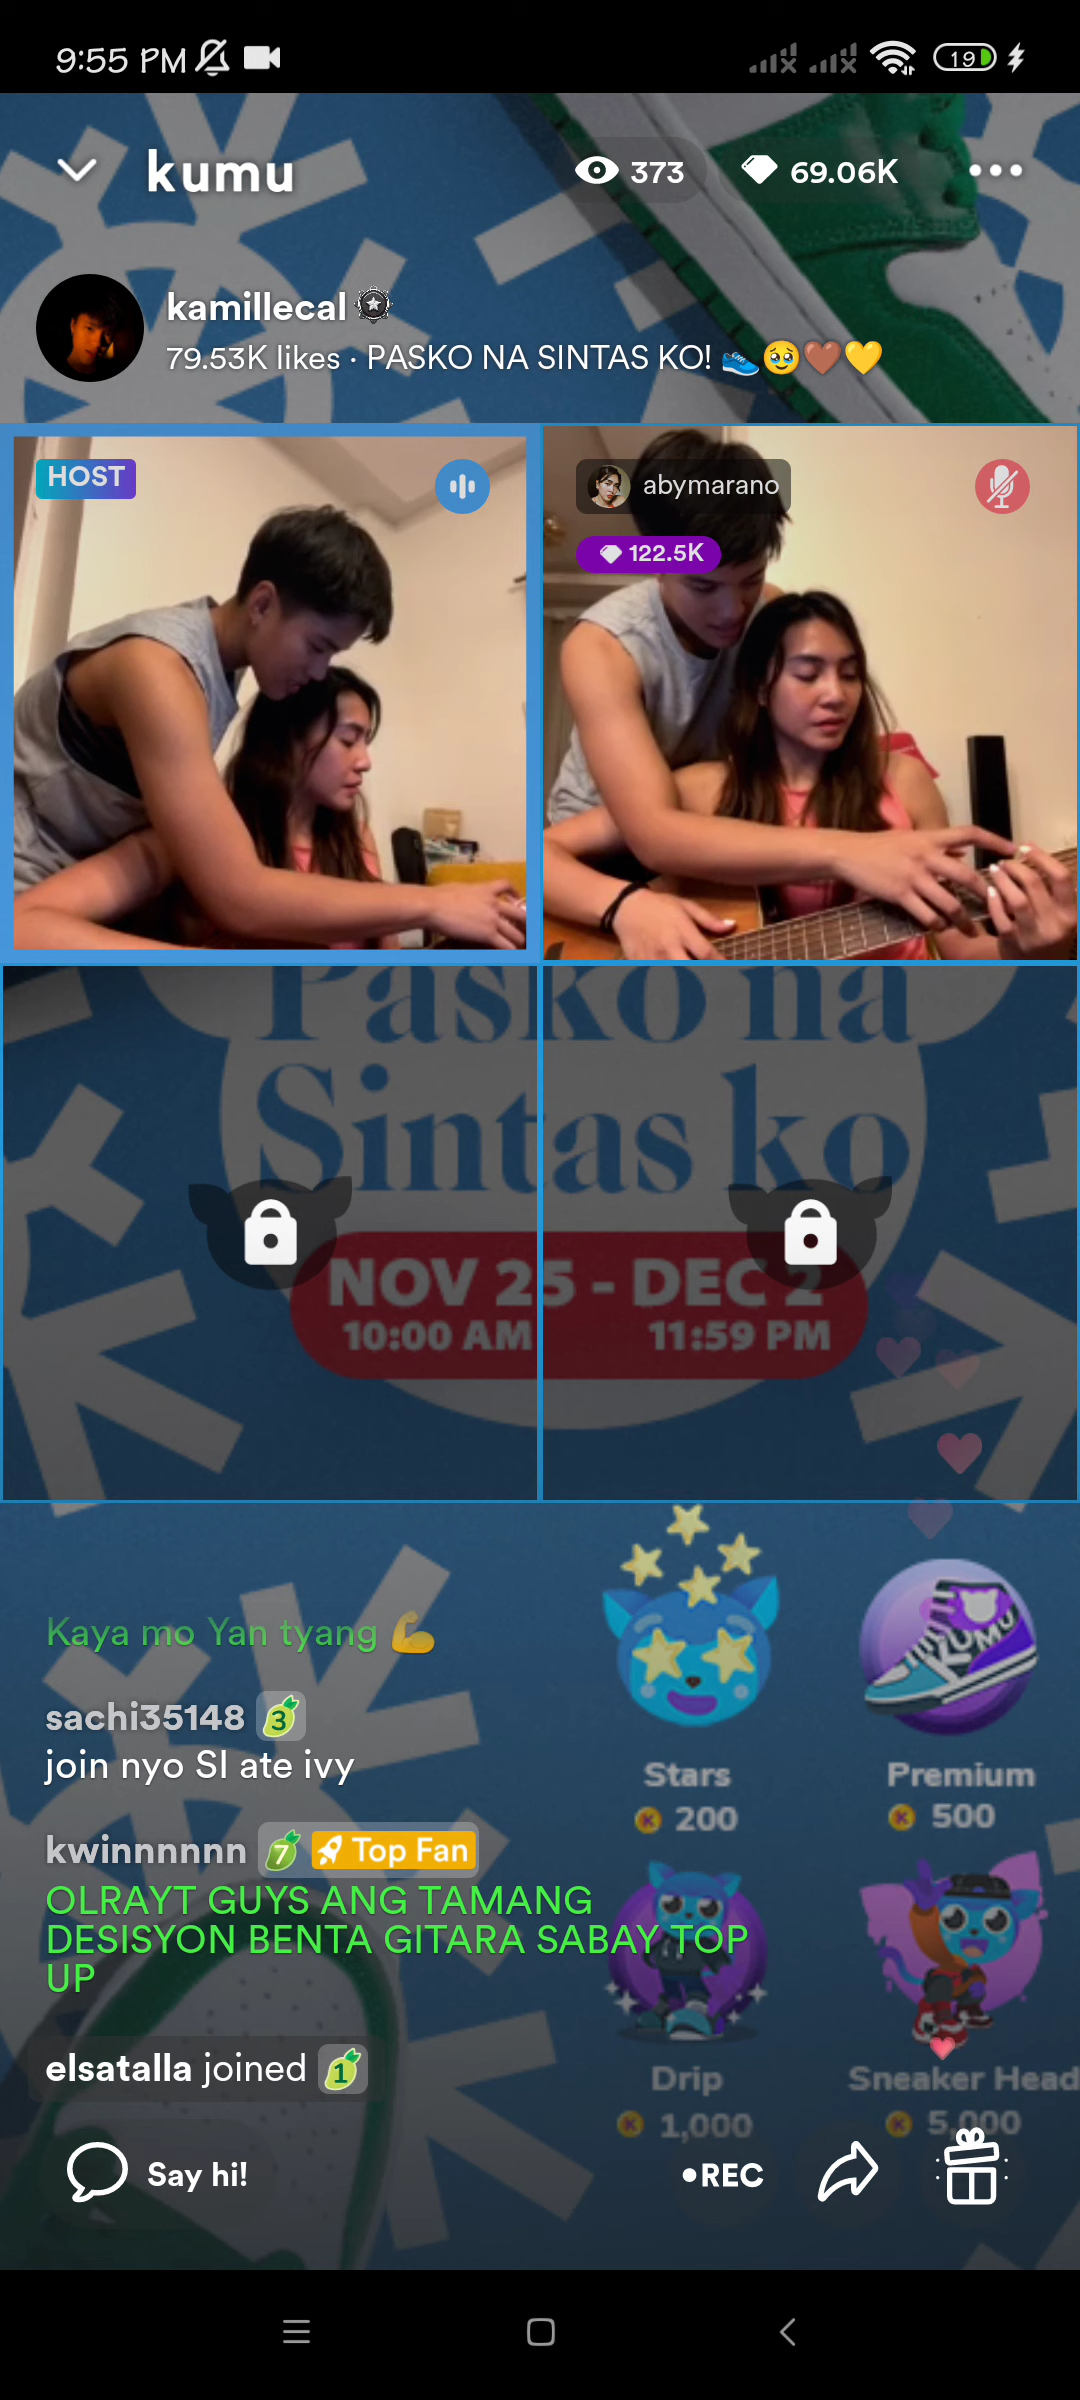 9:55 PM 19
kumu 373 69.06K
kamillecal
79.53K likes · PASKO NA SINTAS KO! 👟🥹🤎💛
HOST
abymarano
122.5K
Pasko na
Sintas ko
NOV 25 - DEC 2
10:00 AM 11:59 PM
Kaya mo Yan tyang 💪
sachi35148 3
join nyo SI ate ivy
kwinnnnnn 7 Top Fan
OLRAYT GUYS ANG TAMANG
DESISYON BENTA GITARA SABAY TOP
UP
elsatalla joined 1
KUMU
Stars
200
Premium
500
Drip
1,000
Sneaker Head
5,000
Say hi!
•REC